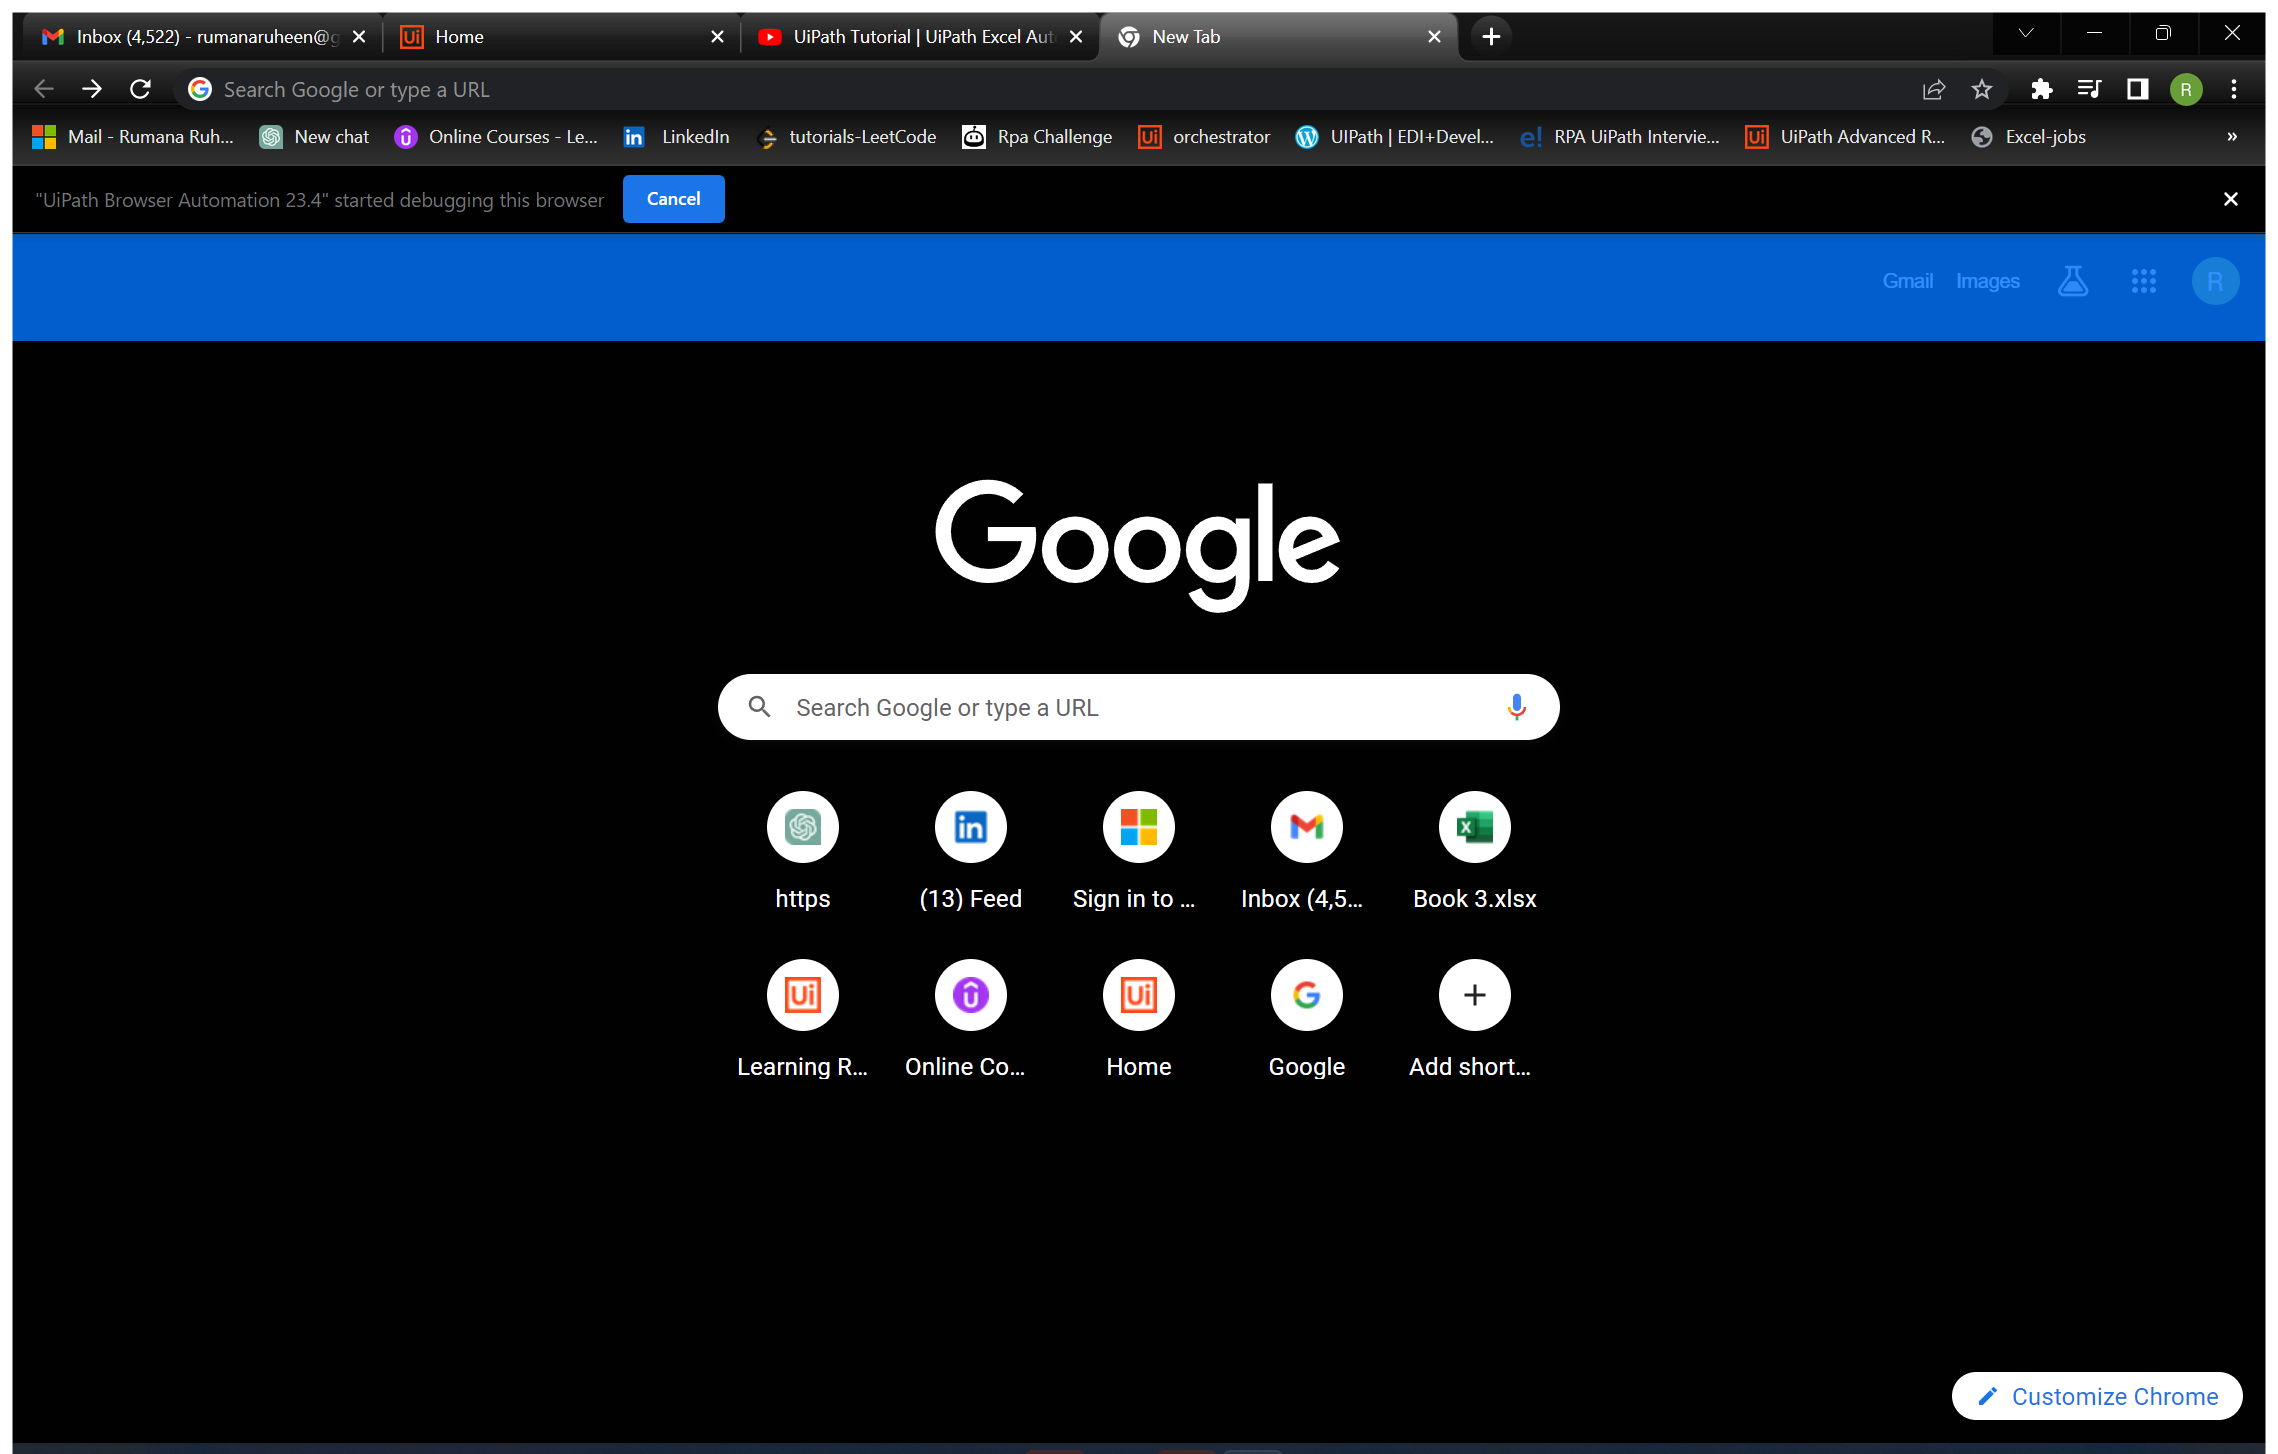 Inbox (4,522) - rumanaruheen@g
Home
UiPath Tutorial | UiPath Excel Aut
New Tab
Search Google or type a URL
R
Mail - Rumana Ruh...
New chat
Online Courses - Le...
in LinkedIn
tutorials-LeetCode
Rpa Challenge
Ui orchestrator
UIPath | EDI+Devel...
e! RPA UiPath Intervie...
Ui UiPath Advanced R...
Excel-jobs
»
"UiPath Browser Automation 23.4" started debugging this browser
Cancel
Gmail Images R
Google
Search Google or type a URL
https
(13) Feed
Sign in to ...
Inbox (4,5...
Book 3.xlsx
Learning R...
Online Co...
Home
Google
Add short...
Customize Chrome